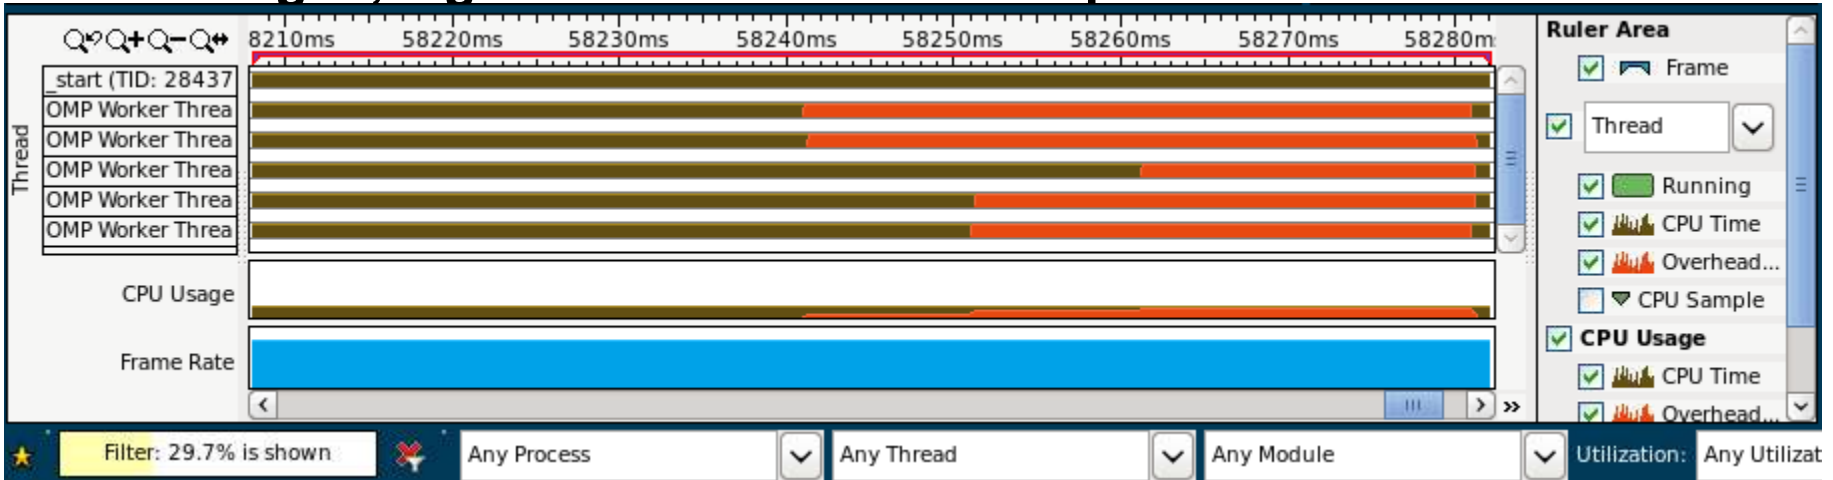 8210ms 58220ms 58230ms 58240ms 58250ms 58260ms 58270ms 58280m
Thread
_start (TID: 28437
OMP Worker Threa
OMP Worker Threa
OMP Worker Threa
OMP Worker Threa
OMP Worker Threa
CPU Usage
Frame Rate
Ruler Area
Frame
Thread
Running
CPU Time
Overhead...
CPU Sample
CPU Usage
CPU Time
Overhead...
Filter: 29.7% is shown Any Process Any Thread Any Module Utilization: Any Utilizat